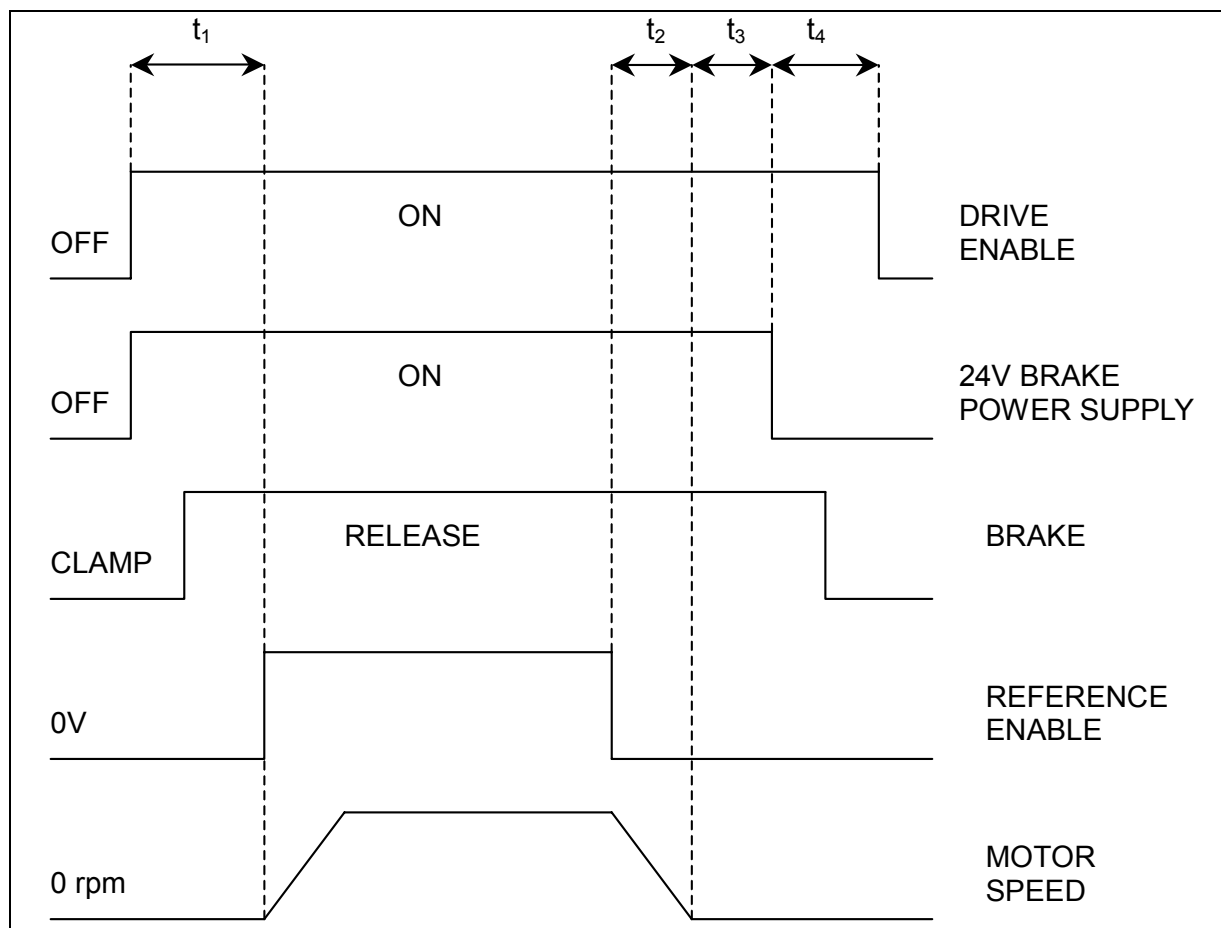 t₁ t₂ t₃ t₄
ON
OFF
DRIVE
ENABLE
ON
OFF
24V BRAKE
POWER SUPPLY
RELEASE
CLAMP
BRAKE
0V
REFERENCE
ENABLE
0 rpm
MOTOR
SPEED